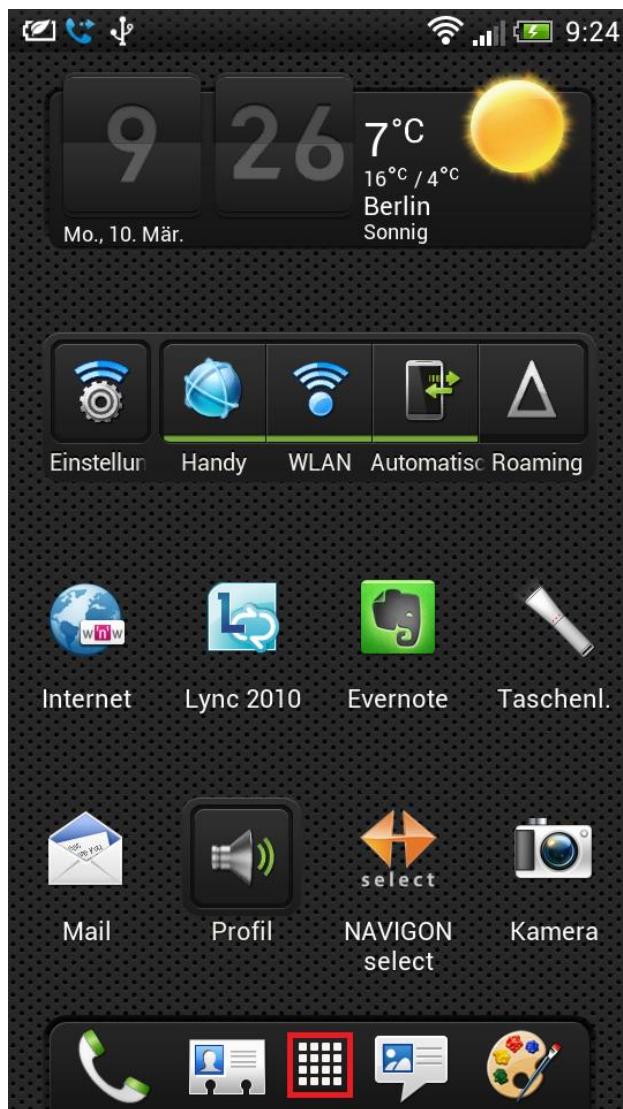 9:24
9 26
7°C
16°C / 4°C
Berlin
Mo., 10. Mär.
Sonnig
Einstellun
Handy
WLAN
Automatisc
Roaming
w'n'w
L
Internet
Lync 2010
Evernote
Taschenl.
select
Mail
Profil
NAVIGON
select
Kamera